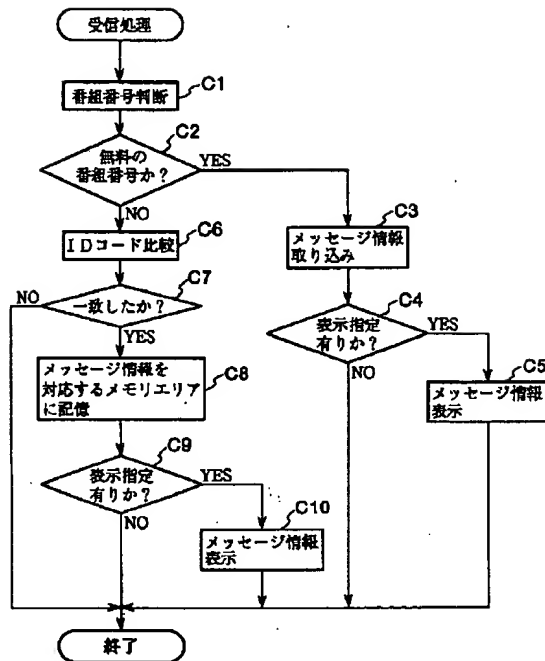 受信処理
C1
番組番号判断
C2
無料の
番組番号か？
YES
NO
C3
メッセージ情報
取り込み
C6
IDコード比較
C7
NO
一致したか？
YES
C4
表示指定
有りか？
YES
NO
C8
メッセージ情報を
対応するメモリエリア
に記憶
C5
メッセージ情報
表示
C9
表示指定
有りか？
YES
NO
C10
メッセージ情報
表示
終了